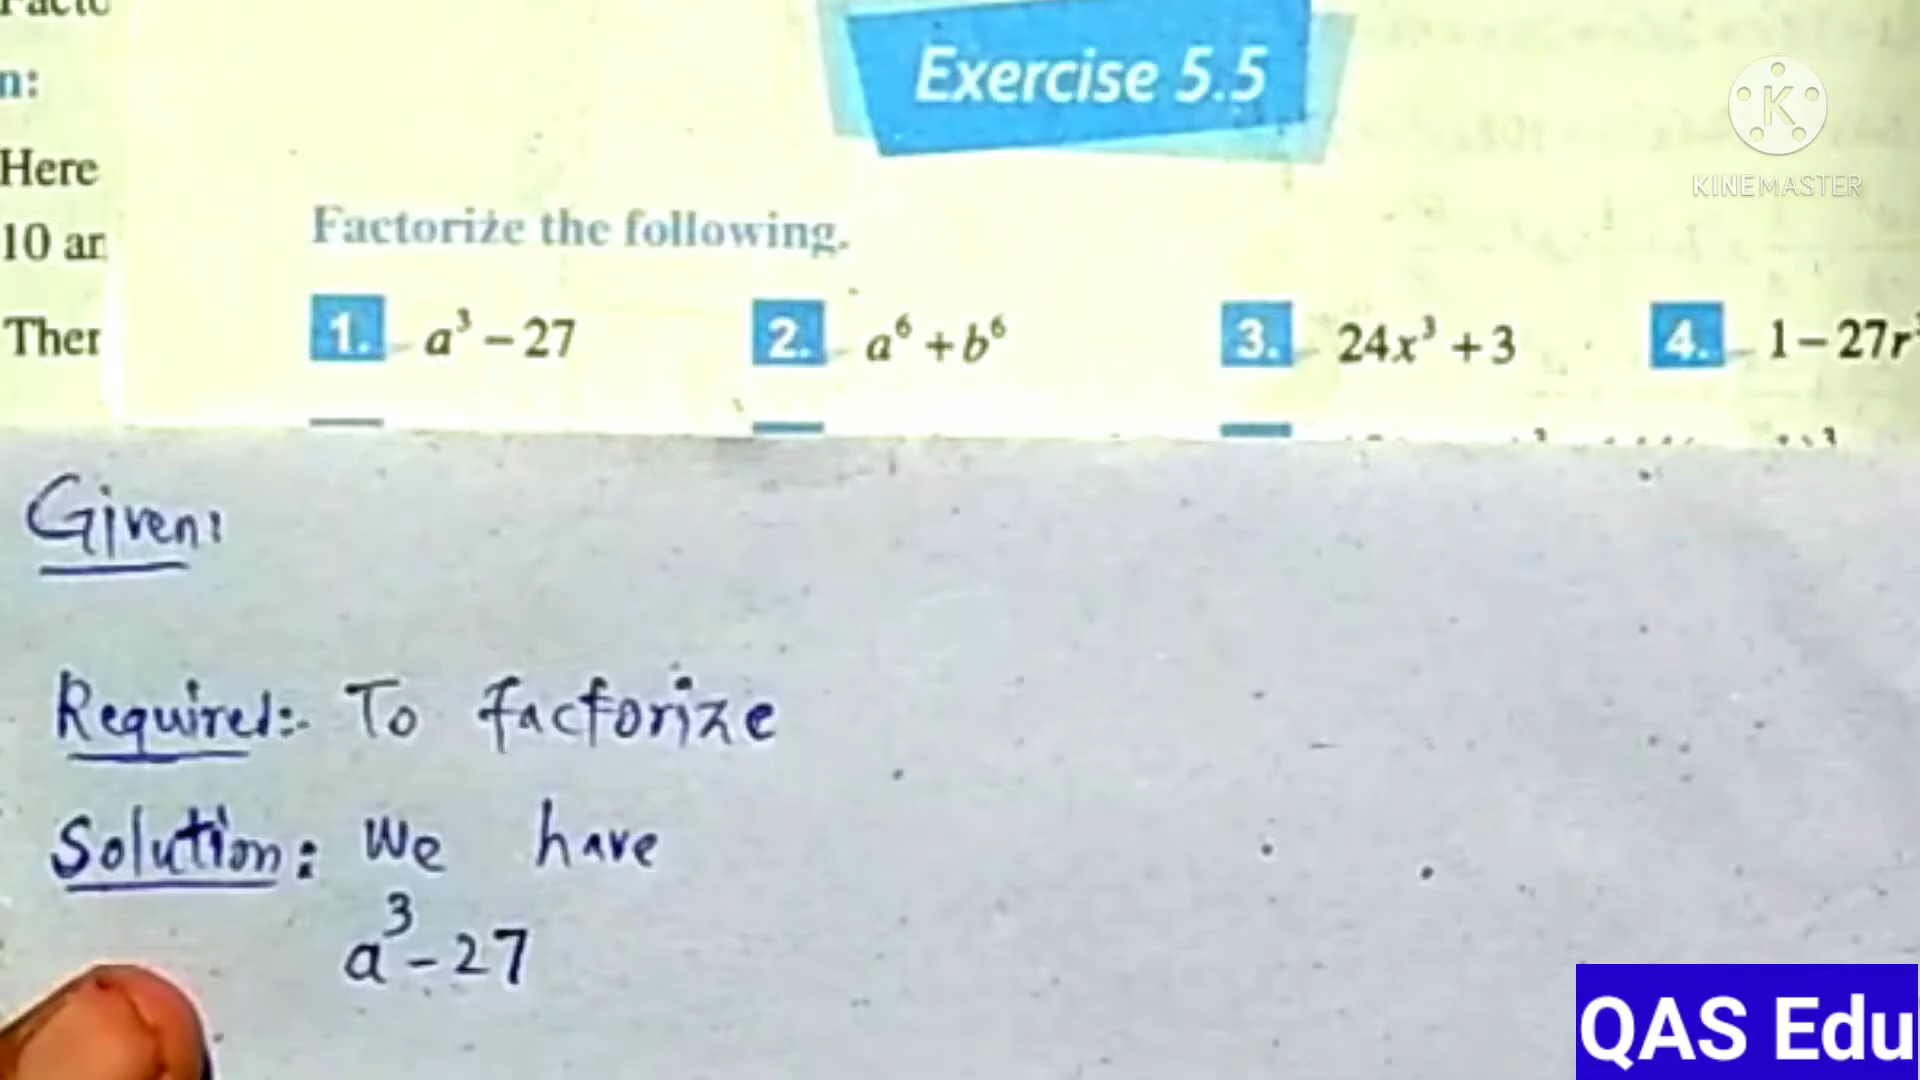 n:
Here
10 ar
Ther
Exercise 5.5
K
KINEMASTER
Factorize the following.
1. a³ – 27
2. a⁶ + b⁶
3. 24x³ + 3
4. 1 – 27r³
Given:
Required:- To factorize
Solution: We have
a³ - 27
QAS Edu